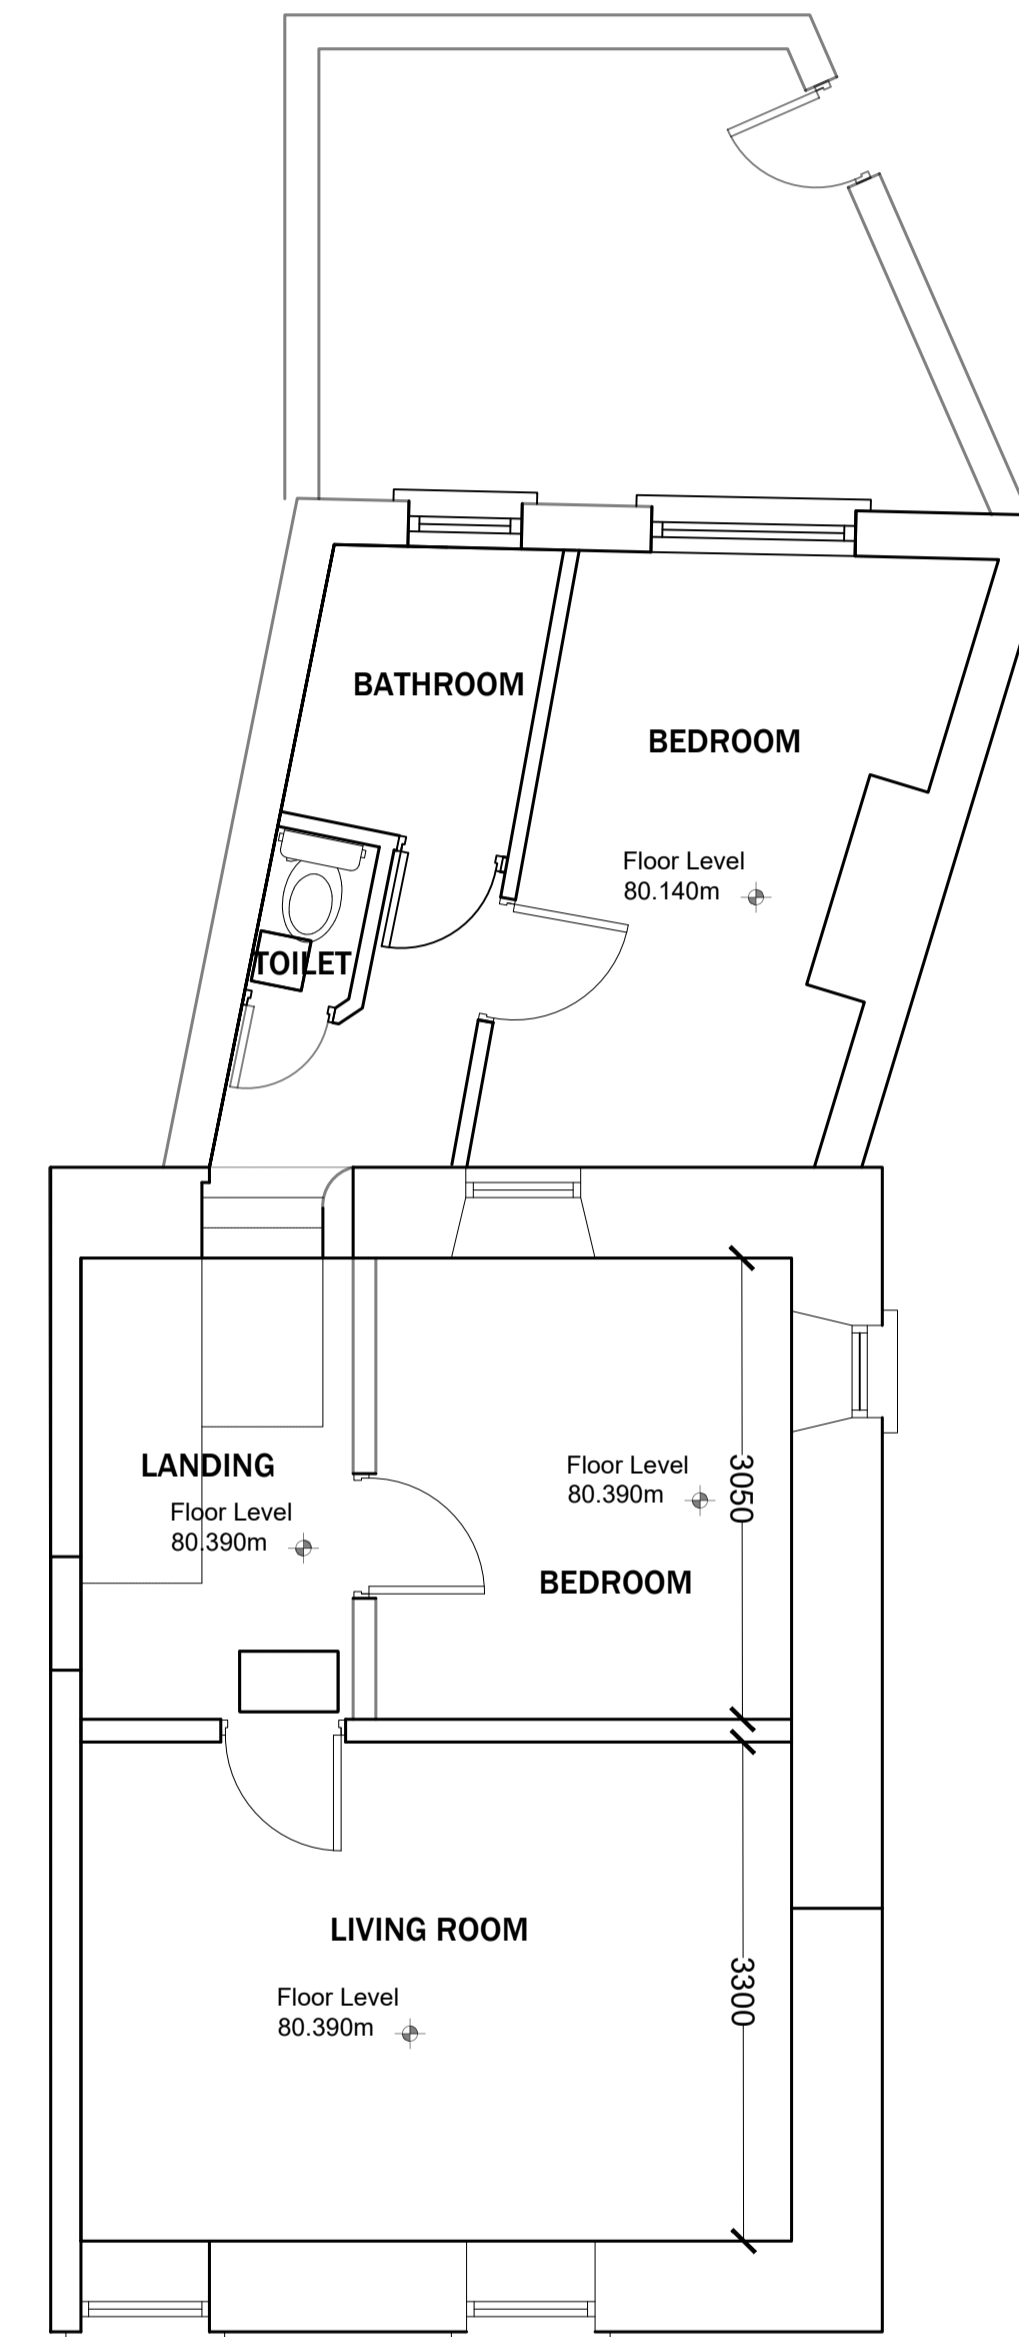 BATHROOM
BEDROOM
Floor Level
80.140m
TOILET
LANDING
Floor Level
80.390m
Floor Level
80.390m
BEDROOM
3050
LIVING ROOM
Floor Level
80.390m
3300